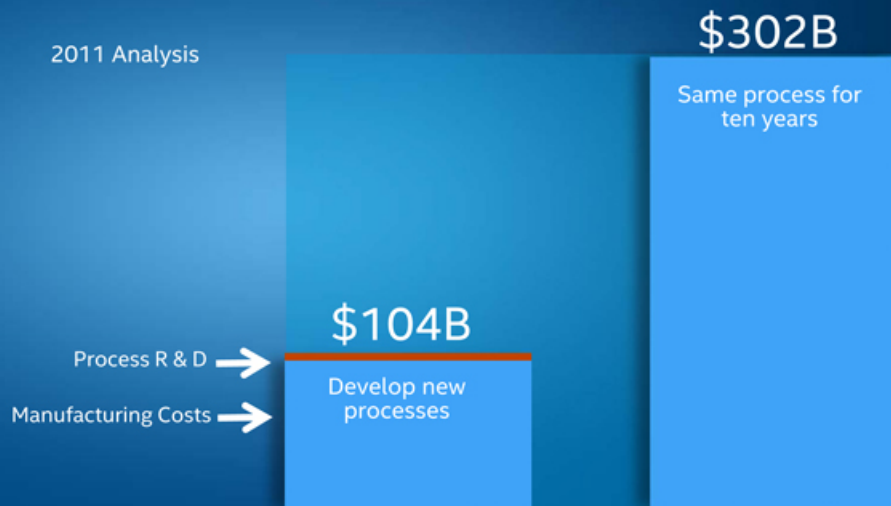 2011 Analysis
$302B
Same process for
ten years
$104B
Process R & D
Develop new
processes
Manufacturing Costs